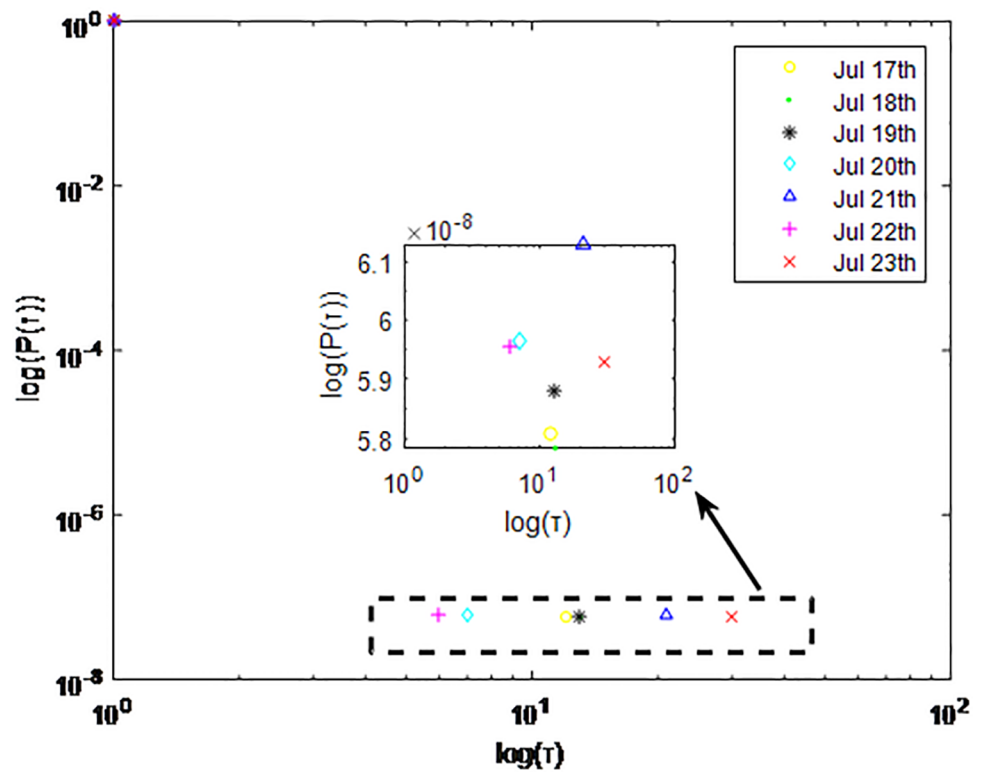 10^0
10^-2
10^-4
10^-6
10^-8
log(P(τ))
10^0
10^1
10^2
log(τ)
Jul 17th
Jul 18th
Jul 19th
Jul 20th
Jul 21th
Jul 22th
Jul 23th
×10^-8
6.1
6
5.9
5.8
log(P(τ))
10^0
10^1
10^2
log(τ)